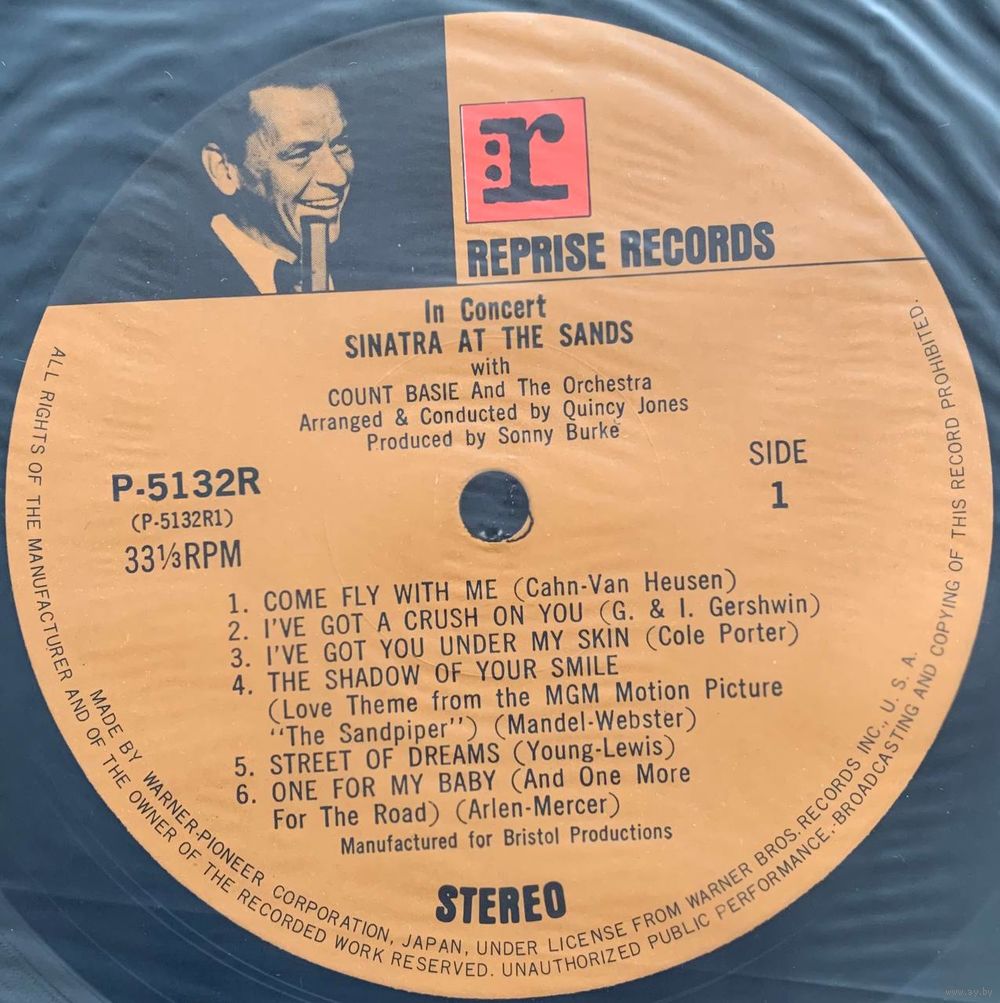 r
REPRISE RECORDS
In Concert
SINATRA AT THE SANDS
with
COUNT BASIE And The Orchestra
Arranged & Conducted by Quincy Jones
Produced by Sonny Burke
P-5132R
(P-5132R1)
33⅓RPM
SIDE
1
1. COME FLY WITH ME (Cahn-Van Heusen)
2. I'VE GOT A CRUSH ON YOU (G. & I. Gershwin)
3. I'VE GOT YOU UNDER MY SKIN (Cole Porter)
4. THE SHADOW OF YOUR SMILE
(Love Theme from the MGM Motion Picture
“The Sandpiper”) (Mandel-Webster)
5. STREET OF DREAMS (Young-Lewis)
6. ONE FOR MY BABY (And One More
For The Road) (Arlen-Mercer)
Manufactured for Bristol Productions
STEREO
MADE BY WARNER-PIONEER CORPORATION, JAPAN, UNDER LICENSE FROM WARNER BROS. RECORDS INC., U. S. A.
ALL RIGHTS OF THE MANUFACTURER AND OF THE OWNER OF THE RECORDED WORK RESERVED. UNAUTHORIZED PUBLIC PERFORMANCE, BROADCASTING AND COPYING OF THIS RECORD PROHIBITED.
www.ay.by